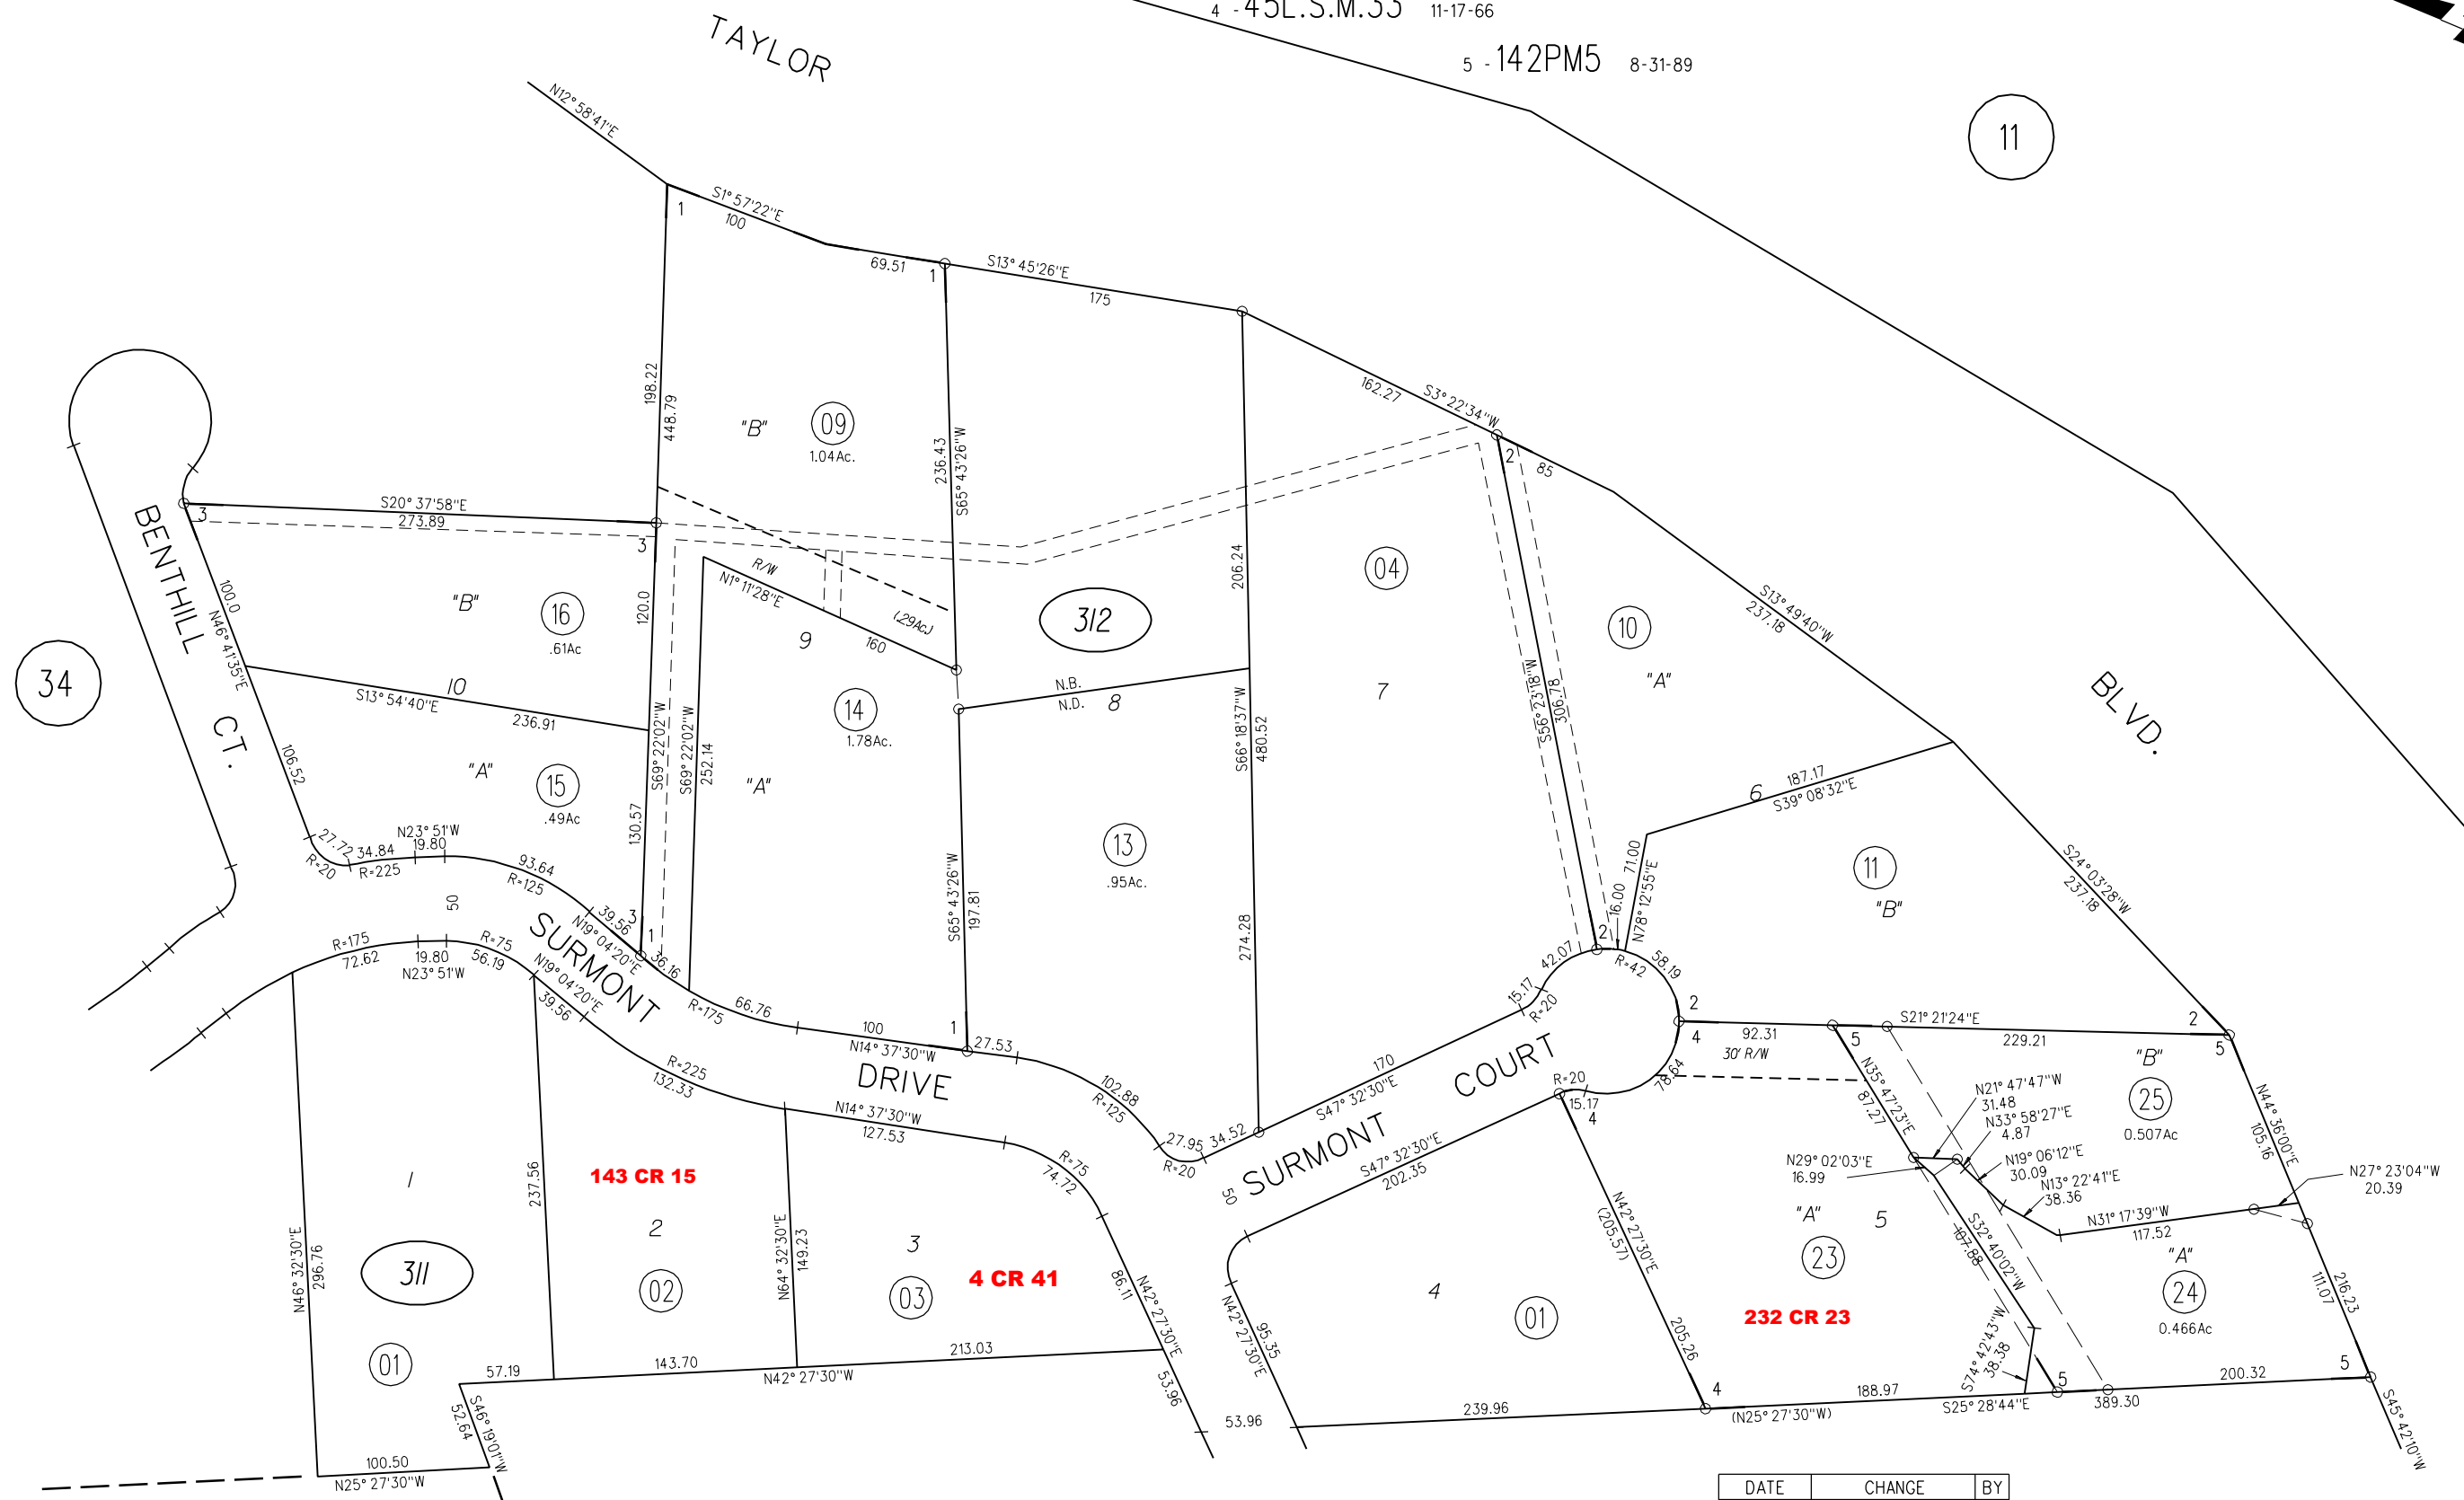 4 - 45L.S.M.33 11-17-66
5 - 142PM5 8-31-89
TAYLOR
BLVD.
11
N12°58'41"E
S1°57'22"E
100
1
69.51
1
S13°45'26"E
175
162.27
S3°22'34"W
2
85
198.22
448.79
"B"
09
1.04Ac.
236.43
S65°43'26"W
S20°37'58"E
273.89
3
3
BENTHILL CT.
34
100.0
N46°41'35"E
106.52
"B"
16
.61Ac
120.0
10
S13°54'40"E
236.91
"A"
15
.49Ac
130.57
S69°22'02"W
S69°22'02"W
252.14
R/W
N1°11'28"E
9
160
(.29Ac.)
14
1.78Ac.
"A"
312
N.B.
N.D.
8
206.24
S66°18'37"W
480.52
274.28
04
7
S56°23'18"W
306.78
10
"A"
S13°49'40"W
237.18
6
187.17
S39°08'32"E
13
.95Ac.
S65°43'26"W
197.81
1
71.00
16.00
N78°12'55"E
11
"B"
S24°03'28"W
237.18
27.72
R=20
34.84
R=225
N23°51'W
19.80
93.64
R=125
50
39.56
N19°04'20"E
3
1
36.16
R=175
66.76
100
N14°37'30"W
27.53
102.88
R=125
27.95
R=20
34.52
SURMONT DRIVE
R=175
72.62
19.80
N23°51'W
R=75
56.19
N19°04'20"E
39.56
R=225
132.33
N14°37'30"W
127.53
R=75
74.72
86.11
N42°27'30"E
53.96
170
S47°32'30"E
SURMONT COURT
50
S47°32'30"E
202.35
15.17
R=20
42.07
2
R=42
58.19
2
4
78.64
R=20
15.17
4
92.31
30' R/W
5
S21°21'24"E
229.21
2
5
"B"
25
0.507Ac
N44°36'00"E
105.16
N35°47'23"E
87.27
N21°47'47"W
31.48
N33°58'27"E
4.87
N19°06'12"E
30.09
N13°22'41"E
38.36
N29°02'03"E
16.99
N31°17'39"W
117.52
N27°23'04"W
20.39
"A"
24
0.466Ac
216.23
111.07
"A"
5
23
232 CR 23
S32°40'02"W
107.88
S74°42'43"W
38.38
N42°27'30"E
(205.57)
205.26
4
188.97
(N25°27'30"W)
S25°28'44"E
5
389.30
200.32
5
S45°42'10"W
4
01
239.96
N42°27'30"E
95.35
53.96
1
311
01
N46°32'30"E
296.76
237.56
143 CR 15
2
02
N64°32'30"E
149.23
3
03
4 CR 41
57.19
143.70
N42°27'30"W
213.03
S46°19'01"W
52.64
100.50
N25°27'30"W
DATE CHANGE BY